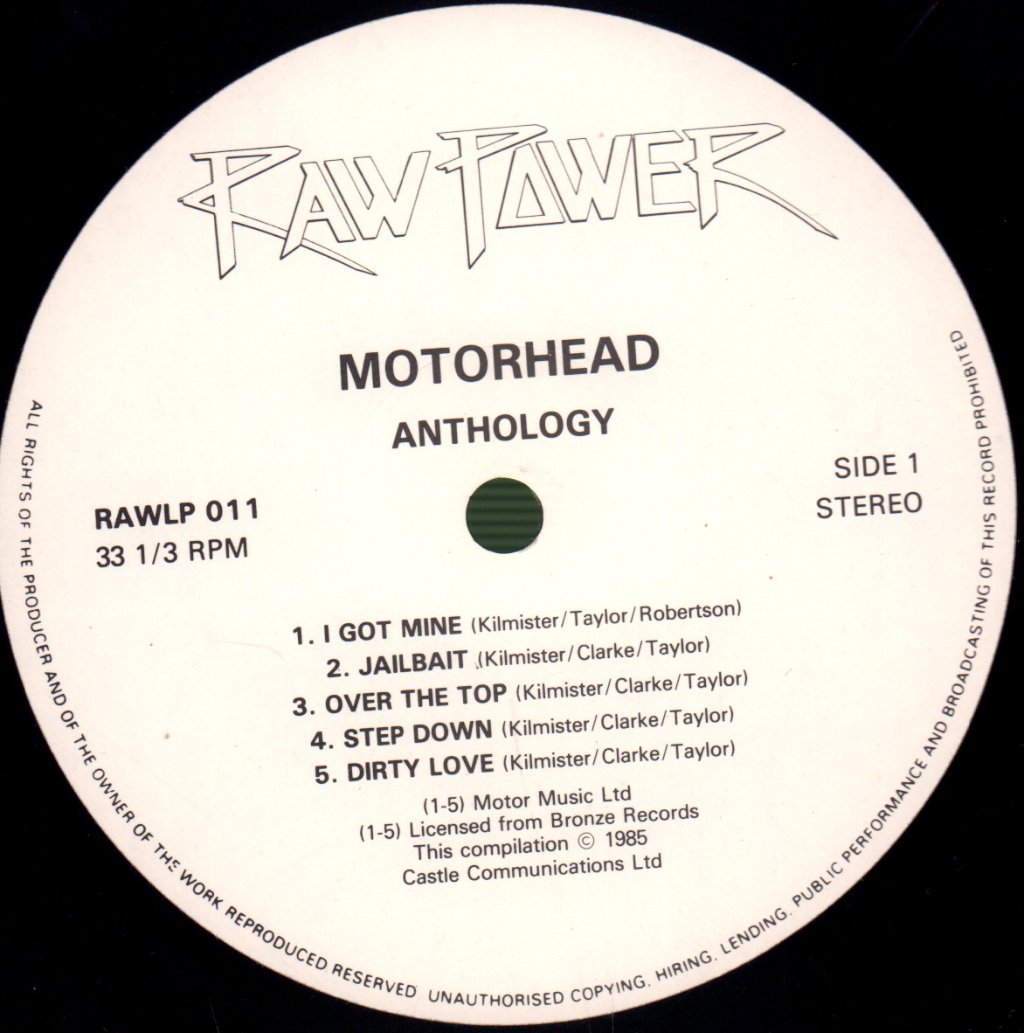 RAW POWER
MOTORHEAD
ANTHOLOGY
SIDE 1
STEREO
RAWLP 011
33 1/3 RPM
1. I GOT MINE (Kilmister/Taylor/Robertson)
2. JAILBAIT (Kilmister/Clarke/Taylor)
3. OVER THE TOP (Kilmister/Clarke/Taylor)
4. STEP DOWN (Kilmister/Clarke/Taylor)
5. DIRTY LOVE (Kilmister/Clarke/Taylor)
(1-5) Motor Music Ltd
(1-5) Licensed from Bronze Records
This compilation © 1985
Castle Communications Ltd
ALL RIGHTS OF THE PRODUCER AND OF THE OWNER OF THE WORK REPRODUCED RESERVED UNAUTHORISED COPYING. HIRING. LENDING. PUBLIC PERFORMANCE AND BROADCASTING OF THIS RECORD PROHIBITED